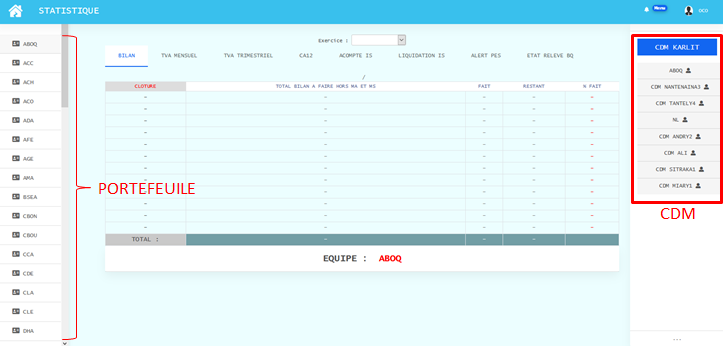 STATISTIQUE
oco
Exercice :
BILAN TVA MENSUEL TVA TRIMESTRIEL CA12 ACOMPTE IS LIQUIDATION IS ALERT PES ETAT RELEVE BQ
/
CLOTURE TOTAL BILAN A FAIRE HORS MA ET MS FAIT RESTANT % FAIT
- - - - -
- - - - -
- - - - -
- - - - -
- - - - -
- - - - -
- - - - -
- - - - -
- - - - -
- - - - -
- - - - -
- - - - -
TOTAL : - - -
EQUIPE : ABOQ
ABOQ
ACC
ACH
ACO
ADA
AFE
AGE
AMA
BSEA
CBON
CBOU
CCA
CDE
CLA
CLE
DHA
PORTEFEUILE
CDM KARLIT
ABOQ
CDM NANTENAINA3
CDM TANTELY4
NL
CDM ANDRY2
CDM ALI
CDM SITRAKA1
CDM MIARY1
CDM
...